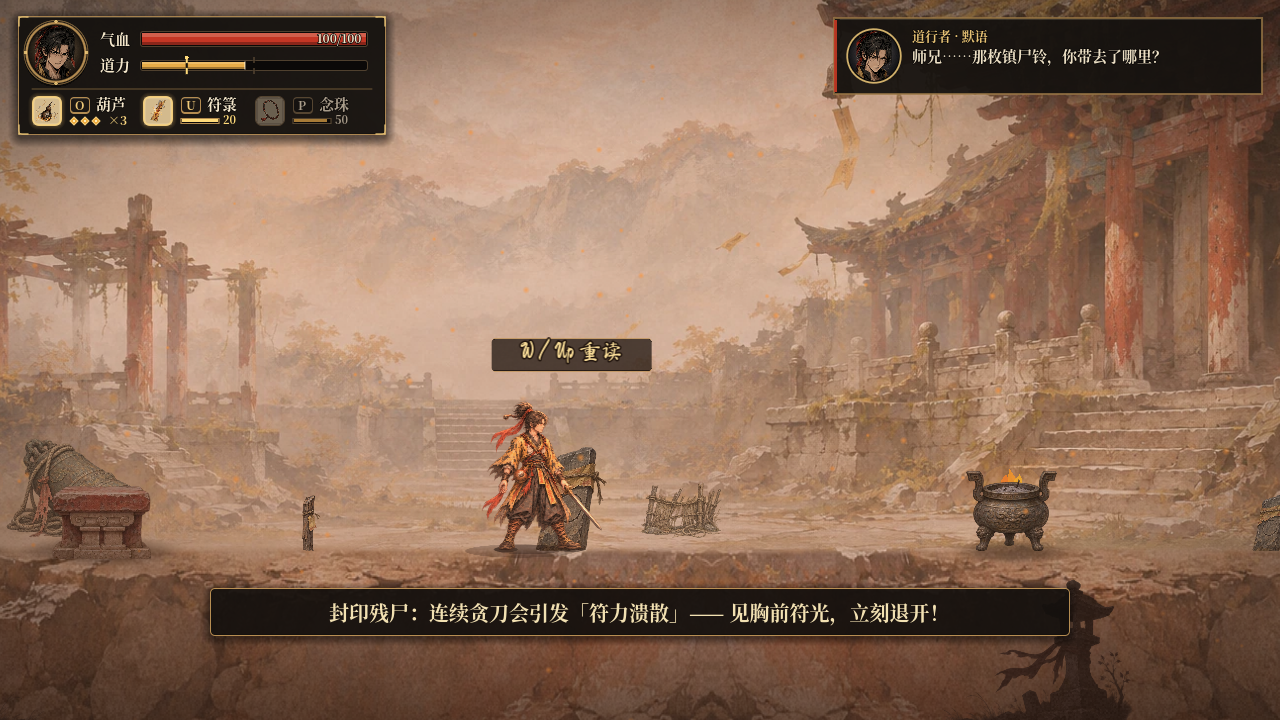 气血 100/100
道力
O 葫芦 ×3
U 符箓 20
P 念珠 50
道行者·默语
师兄……那枚镇尸铃，你带去了哪里？
W / Up 重读
封印残尸：连续贪刀会引发「符力溃散」—— 见胸前符光，立刻退开！